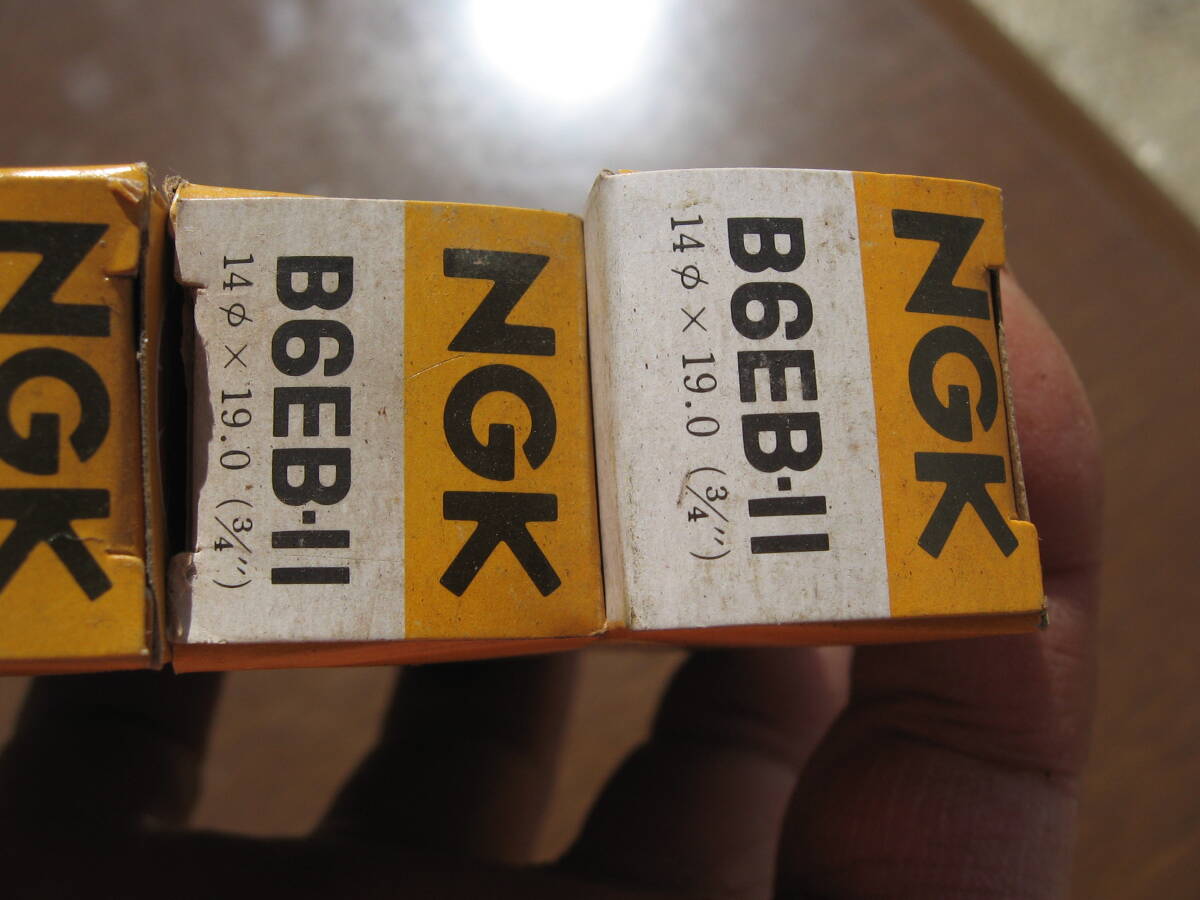 NGK
NGK
B6EB-11
14φ × 19.0 (3/4″)
NGK
B6EB-11
14φ × 19.0 (3/4″)